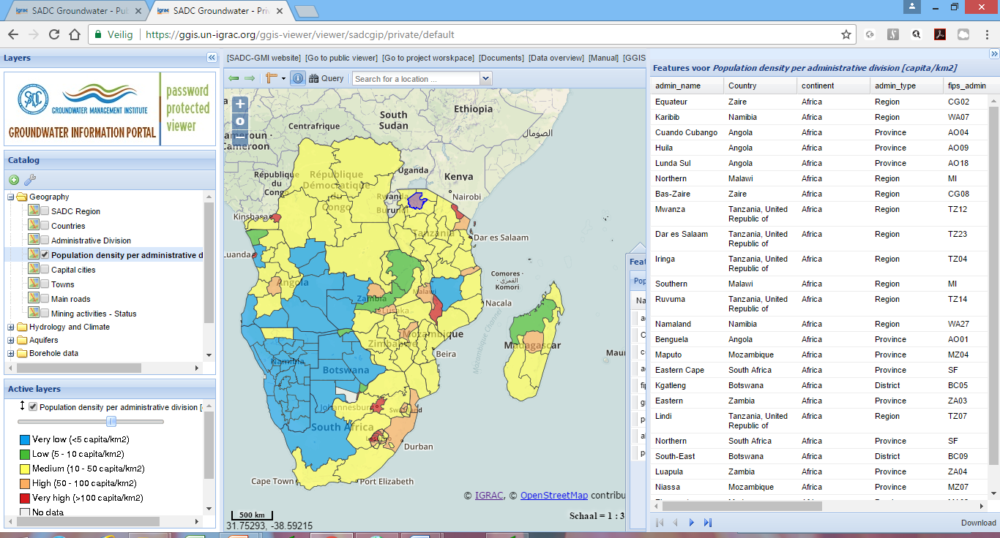 SADC Groundwater - Pub
SADC Groundwater - Priv
Veilig
https://ggis.un-igrac.org/ggis-viewer/viewer/sadcgip/private/default
Layers
SADC
GROUNDWATER MANAGEMENT INSTITUTE
GROUNDWATER INFORMATION PORTAL
password
protected
viewer
Catalog
Geography
SADC Region
Countries
Administrative Division
Population density per administrative d
Capital cities
Towns
Main roads
Mining activities - Status
Hydrology and Climate
Aquifers
Borehole data
Active layers
Population density per administrative division [
Very low (<5 capita/km2)
Low (5 - 10 capita/km2)
Medium (10 - 50 capita/km2)
High (50 - 100 capita/km2)
Very high (>100 capita/km2)
No data
[SADC-GMI website] [Go to public viewer] [Go to project worskpace] [Documents] [Data overview] [Manual] [GGIS
Query
Search for a location ...
Ethiopia
South
Sudan
Centrafrique
الصومال
ameroun ·
Cameroon
Uganda
Kenya
République
du
Congo
République
Démocratique
du
Congo
Rwanda
Burundi
Nairobi
Kinshasa
Tanzania
Dar es Salaam
Luanda
Comores ·
القمري ·
Komori
Angola
Malawi
Zambia
Nacala
Lusaka
Mozambique Channel
Mozambique
Zimbabwe
Madagascar
Beira
Mau
Namibia
Botswana
Johannesburg
Swaziland
South Africa
Lesotho
Durban
Cape Town
Port Elizabeth
© IGRAC, © OpenStreetMap contribu
500 km
Schaal = 1 : 3
31.75293, -38.59215
Feat
Pop
Na
Features voor Population density per administrative division [capita/km2]
admin_name Country continent admin_type fips_admin
Equateur Zaire Africa Region CG02
Karibib Namibia Africa Region WA07
Cuando Cubango Angola Africa Province AO04
Huila Angola Africa Province AO09
Lunda Sul Angola Africa Province AO18
Northern Malawi Africa Region MI
Bas-Zaire Zaire Africa Region CG08
Mwanza Tanzania, United Africa Region TZ12
Republic of
Dar es Salaam Tanzania, United Africa Region TZ23
Republic of
Iringa Tanzania, United Africa Region TZ04
Republic of
Southern Malawi Africa Region MI
Ruvuma Tanzania, United Africa Region TZ14
Republic of
Namaland Namibia Africa Region WA27
Benguela Angola Africa Province AO01
Maputo Mozambique Africa Province MZ04
Eastern Cape South Africa Africa Province SF
Kgatleng Botswana Africa District BC05
Eastern Zambia Africa Province ZA03
Lindi Tanzania, United Africa Region TZ07
Republic of
Northern South Africa Africa Province SF
South-East Botswana Africa District BC09
Luapula Zambia Africa Province ZA04
Niassa Mozambique Africa Province MZ07
Download